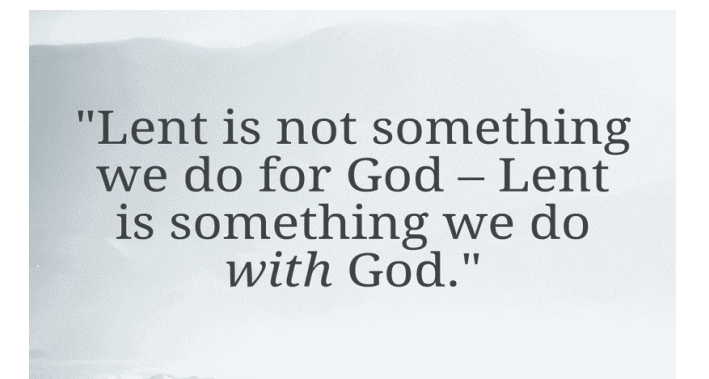 "Lent is not something
we do for God – Lent
is something we do
with God."